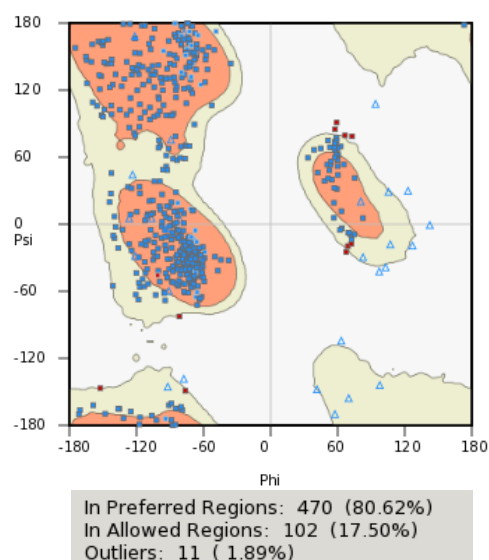 180
120
60
0
Psi
-60
-120
-180
-180 -120 -60 0 60 120 180
Phi
In Preferred Regions: 470 (80.62%)
In Allowed Regions: 102 (17.50%)
Outliers: 11 ( 1.89%)